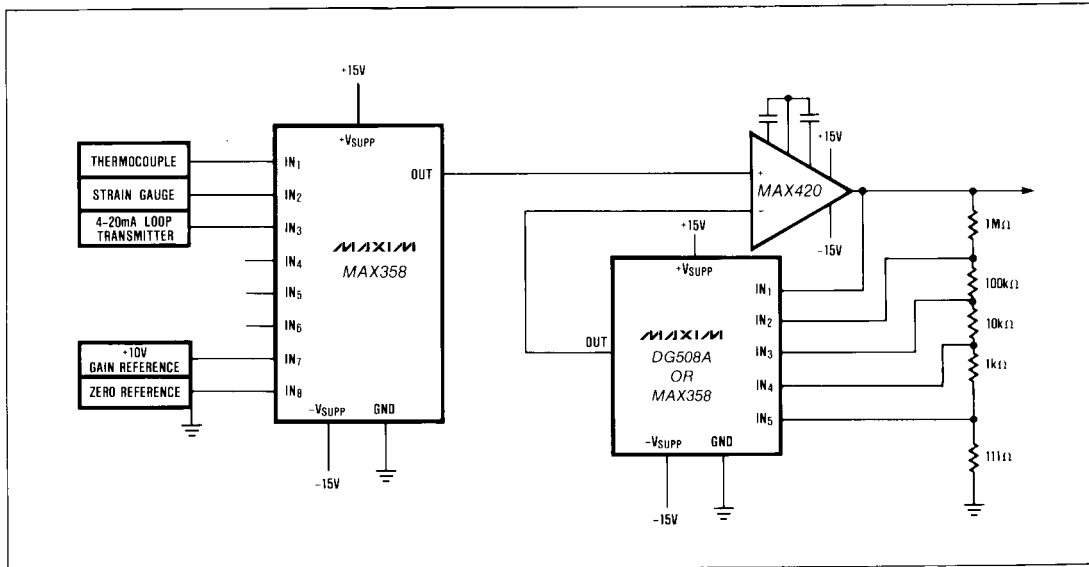 +15V
+VSUPP
THERMOCOUPLE
STRAIN GAUGE
4-20mA LOOP
TRANSMITTER
+10V
GAIN REFERENCE
ZERO REFERENCE
IN1
IN2
IN3
IN4
IN5
IN6
IN7
IN8
OUT
MAXIM
MAX358
-VSUPP
GND
-15V
+
-
MAX420
+15V
-15V
+15V
+VSUPP
OUT
MAXIM
DG508A
OR
MAX358
IN1
IN2
IN3
IN4
IN5
-VSUPP
GND
-15V
1MΩ
100kΩ
10kΩ
1kΩ